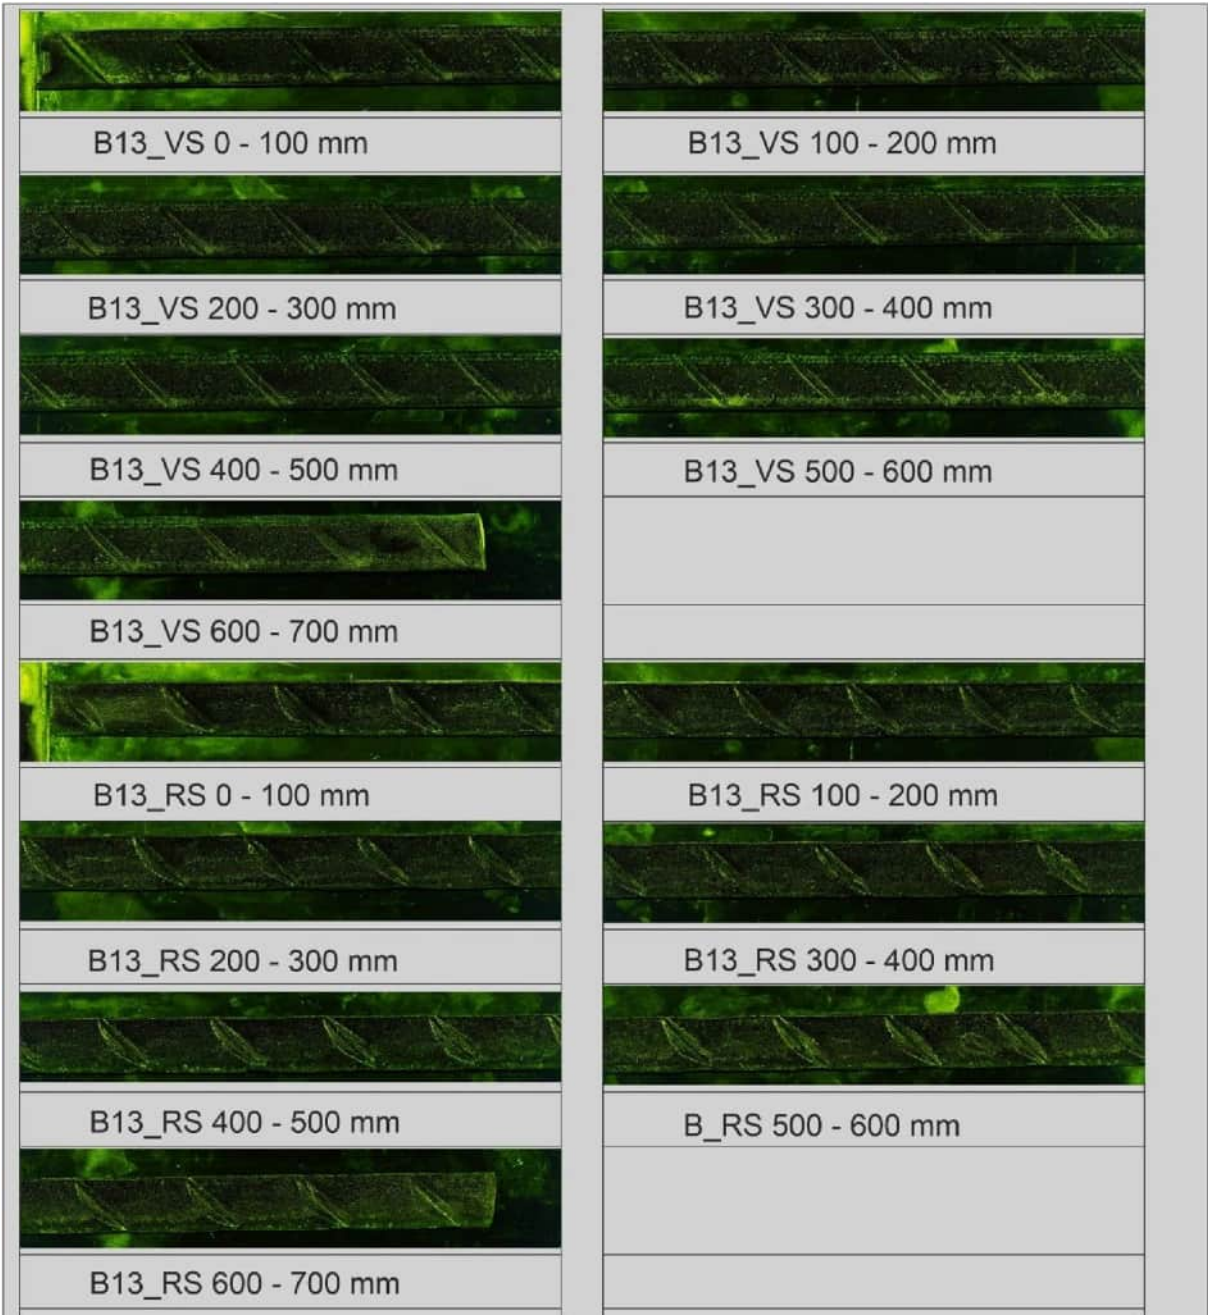 B13_VS 0 - 100 mm
B13_VS 100 - 200 mm
B13_VS 200 - 300 mm
B13_VS 300 - 400 mm
B13_VS 400 - 500 mm
B13_VS 500 - 600 mm
B13_VS 600 - 700 mm
B13_RS 0 - 100 mm
B13_RS 100 - 200 mm
B13_RS 200 - 300 mm
B13_RS 300 - 400 mm
B13_RS 400 - 500 mm
B_RS 500 - 600 mm
B13_RS 600 - 700 mm